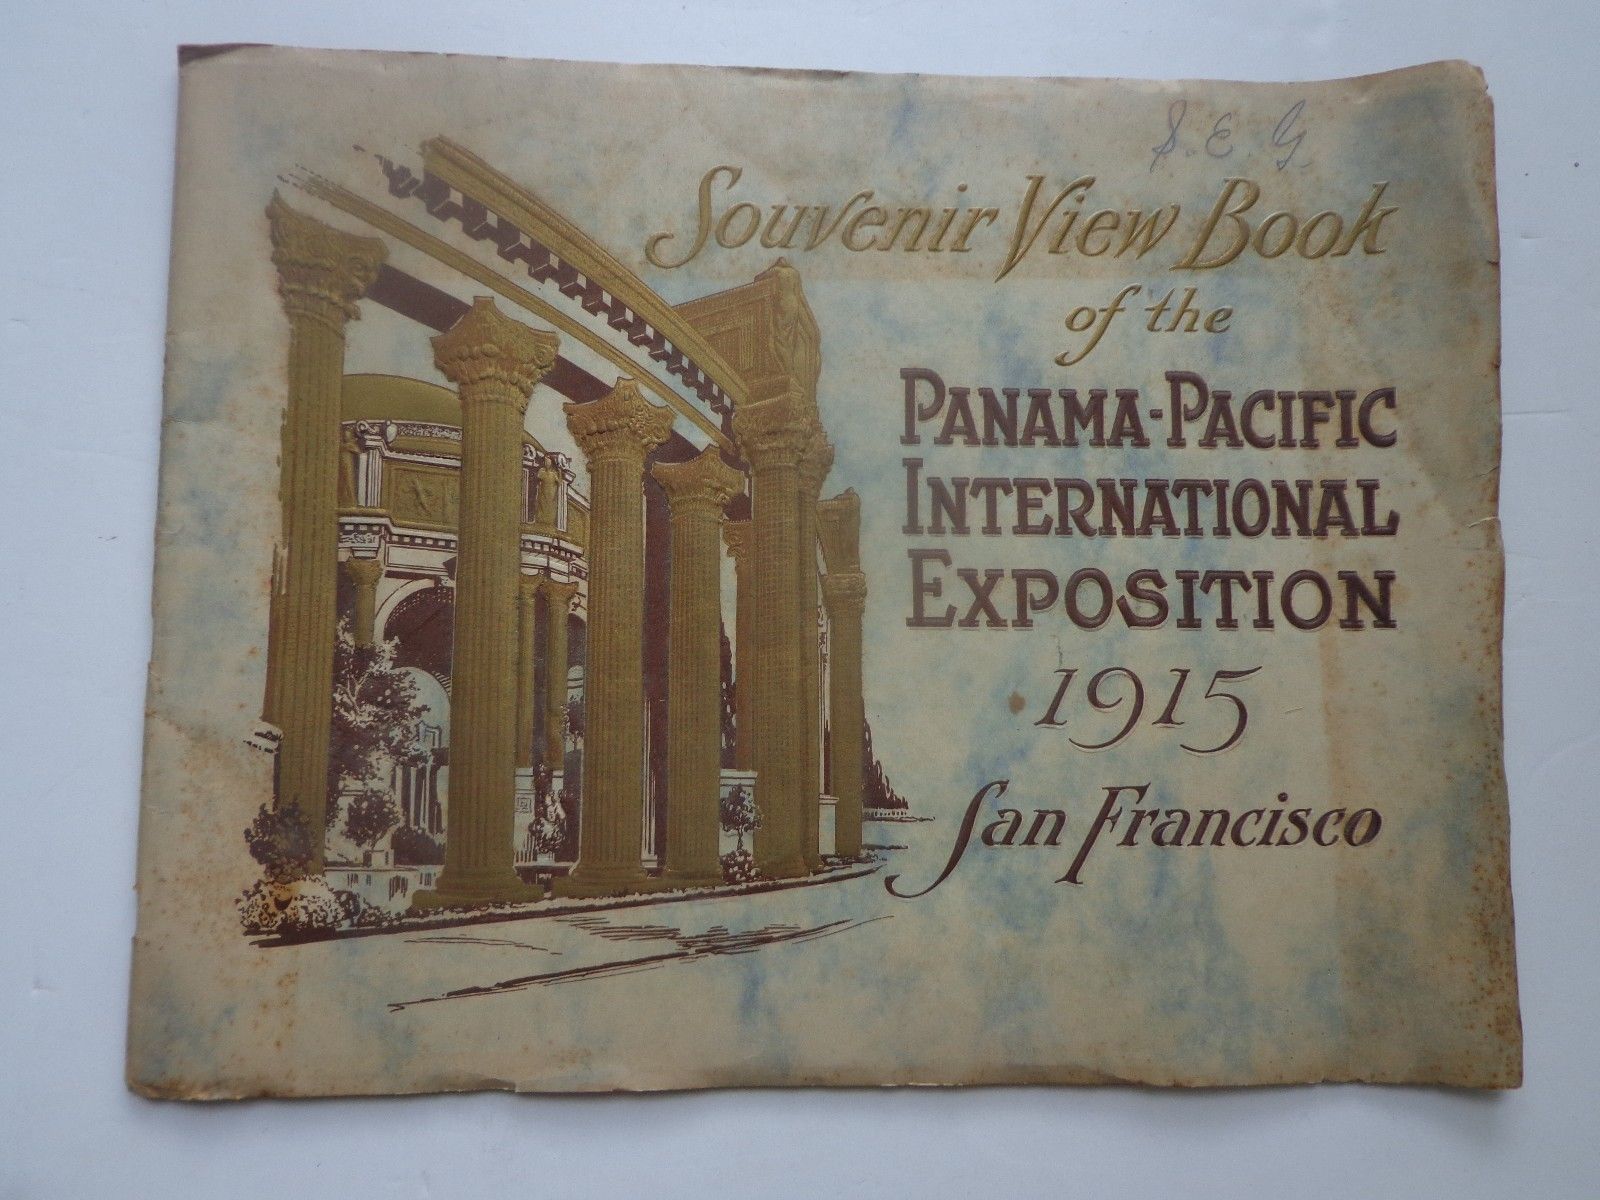 S. E. G.
Souvenir View Book
of the
PANAMA-PACIFIC
INTERNATIONAL
EXPOSITION
1915
San Francisco